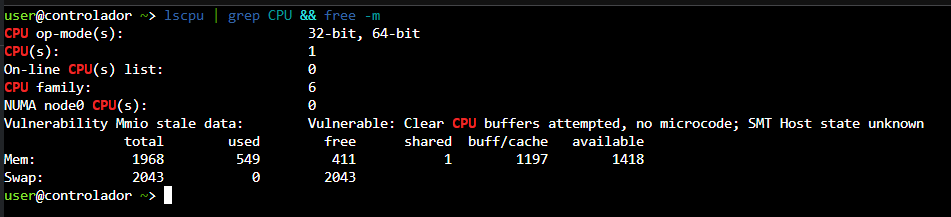 user@controlador ~> lscpu | grep CPU && free -m
CPU op-mode(s):                  32-bit, 64-bit
CPU(s):                          1
On-line CPU(s) list:             0
CPU family:                      6
NUMA node0 CPU(s):               0
Vulnerability Mmio stale data:   Vulnerable: Clear CPU buffers attempted, no microcode; SMT Host state unknown
               total        used        free      shared  buff/cache   available
Mem:            1968         549         411           1        1197        1418
Swap:           2043           0        2043
user@controlador ~>